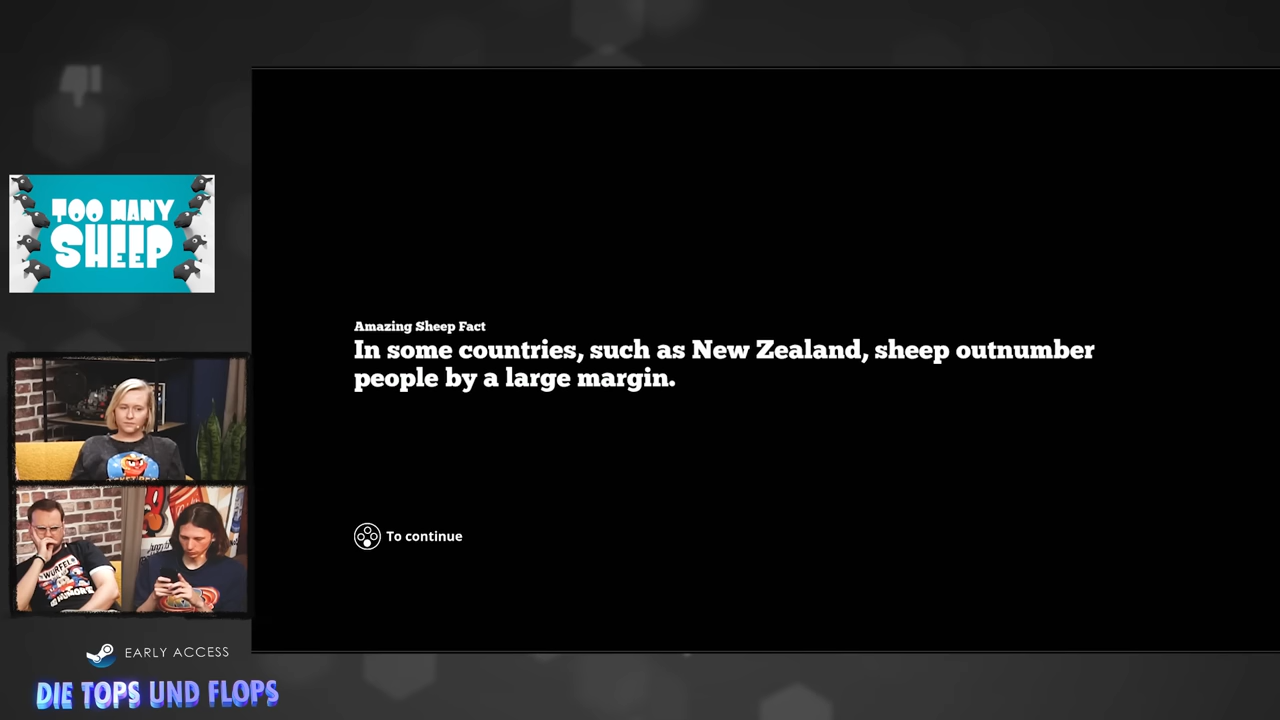 TOO MANY
SHEEP
Amazing Sheep Fact
In some countries, such as New Zealand, sheep outnumber
people by a large margin.
To continue
WÜRFEL
EARLY ACCESS
DIE TOPS UND FLOPS